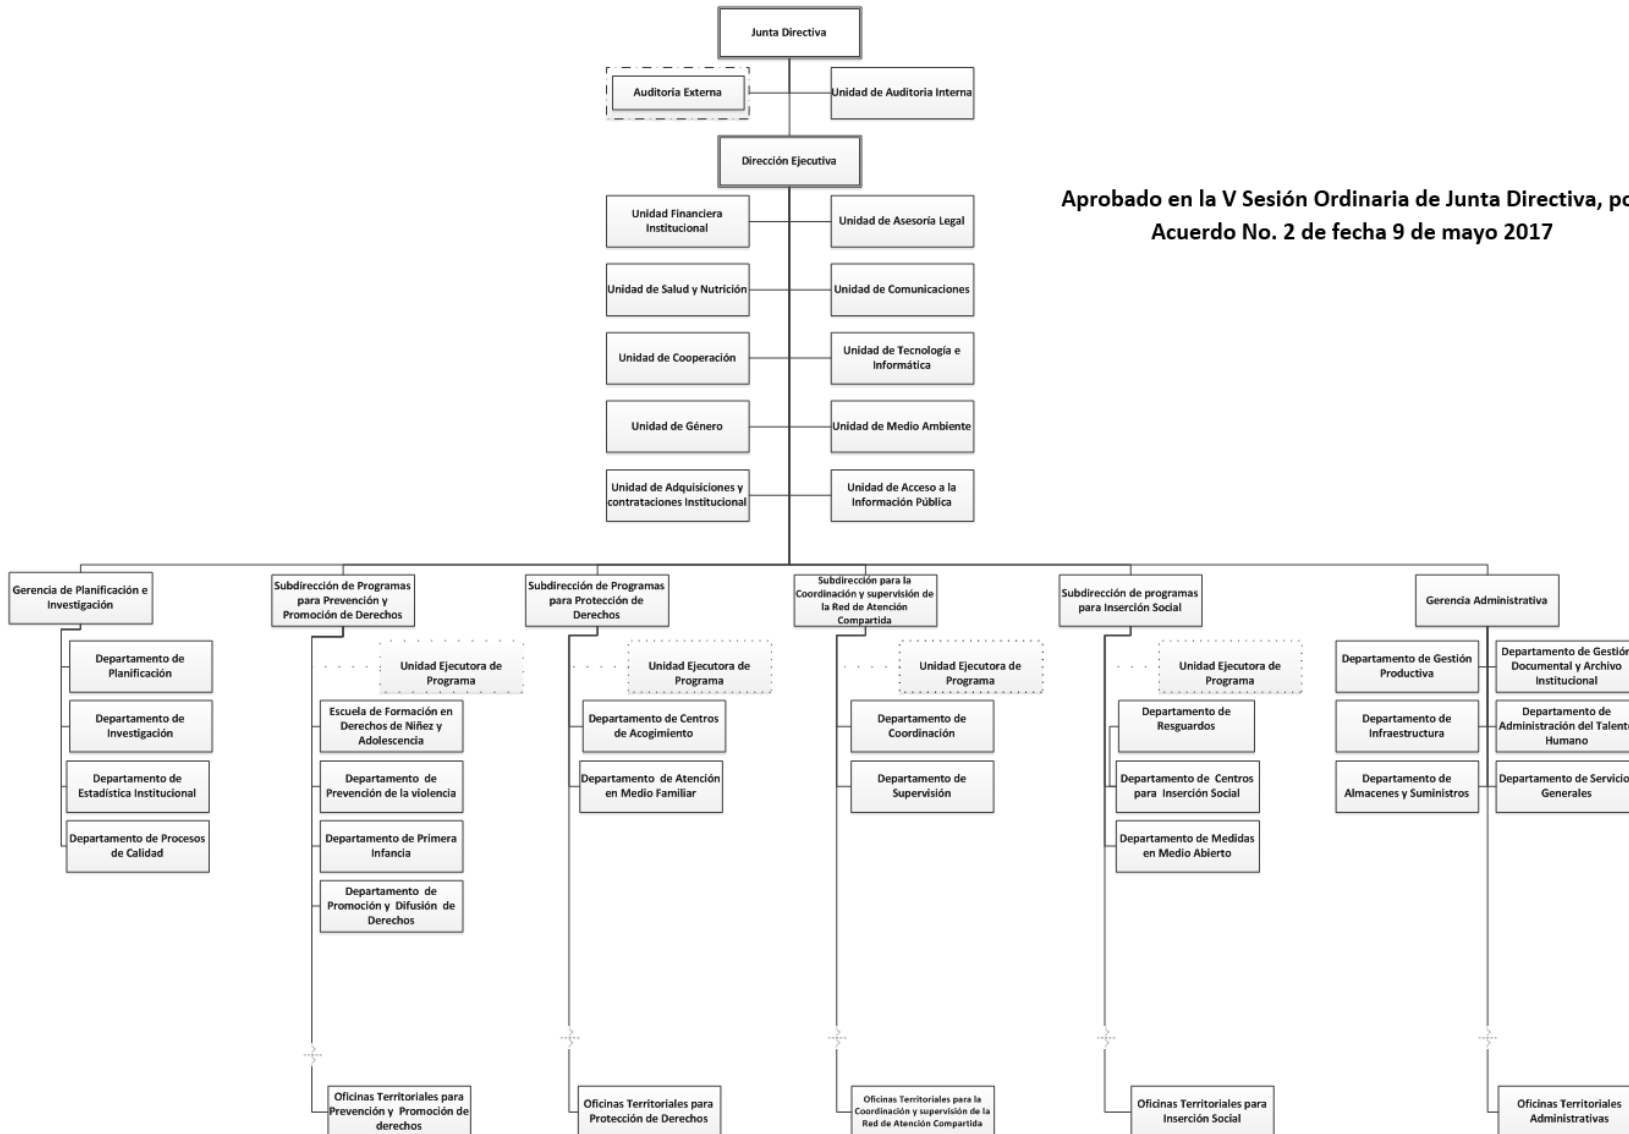 Junta Directiva
Auditoria Externa
Unidad de Auditoria Interna
Dirección Ejecutiva
Aprobado en la V Sesión Ordinaria de Junta Directiva, po
Acuerdo No. 2 de fecha 9 de mayo 2017
Unidad Financiera
Institucional
Unidad de Asesoría Legal
Unidad de Salud y Nutrición
Unidad de Comunicaciones
Unidad de Cooperación
Unidad de Tecnología e
Informática
Unidad de Género
Unidad de Medio Ambiente
Unidad de Adquisiciones y
contrataciones Institucional
Unidad de Acceso a la
Información Pública
Gerencia de Planificación e
Investigación
Subdirección de Programas
para Prevención y
Promoción de Derechos
Subdirección de Programas
para Protección de
Derechos
Subdirección para la
Coordinación y supervisión de
la Red de Atención
Compartida
Subdirección de programas
para Inserción Social
Gerencia Administrativa
Departamento de
Planificación
Departamento de
Investigación
Departamento de
Estadística Institucional
Departamento de Procesos
de Calidad
Unidad Ejecutora de
Programa
Escuela de Formación en
Derechos de Niñez y
Adolescencia
Departamento de
Prevención de la violencia
Departamento de Primera
Infancia
Departamento de
Promoción y Difusión de
Derechos
Unidad Ejecutora de
Programa
Departamento de Centros
de Acogimiento
Departamento de Atención
en Medio Familiar
Unidad Ejecutora de
Programa
Departamento de
Coordinación
Departamento de
Supervisión
Unidad Ejecutora de
Programa
Departamento de
Resguardos
Departamento de Centros
para Inserción Social
Departamento de Medidas
en Medio Abierto
Departamento de Gestión
Productiva
Departamento de Gestión
Documental y Archivo
Institucional
Departamento de
Infraestructura
Departamento de
Administración del Talent
Humano
Departamento de
Almacenes y Suministros
Departamento de Servicio
Generales
Oficinas Territoriales para
Prevención y Promoción de
derechos
Oficinas Territoriales para
Protección de Derechos
Oficinas Territoriales para la
Coordinación y supervisión de la
Red de Atención Compartida
Oficinas Territoriales para
Inserción Social
Oficinas Territoriales
Administrativas